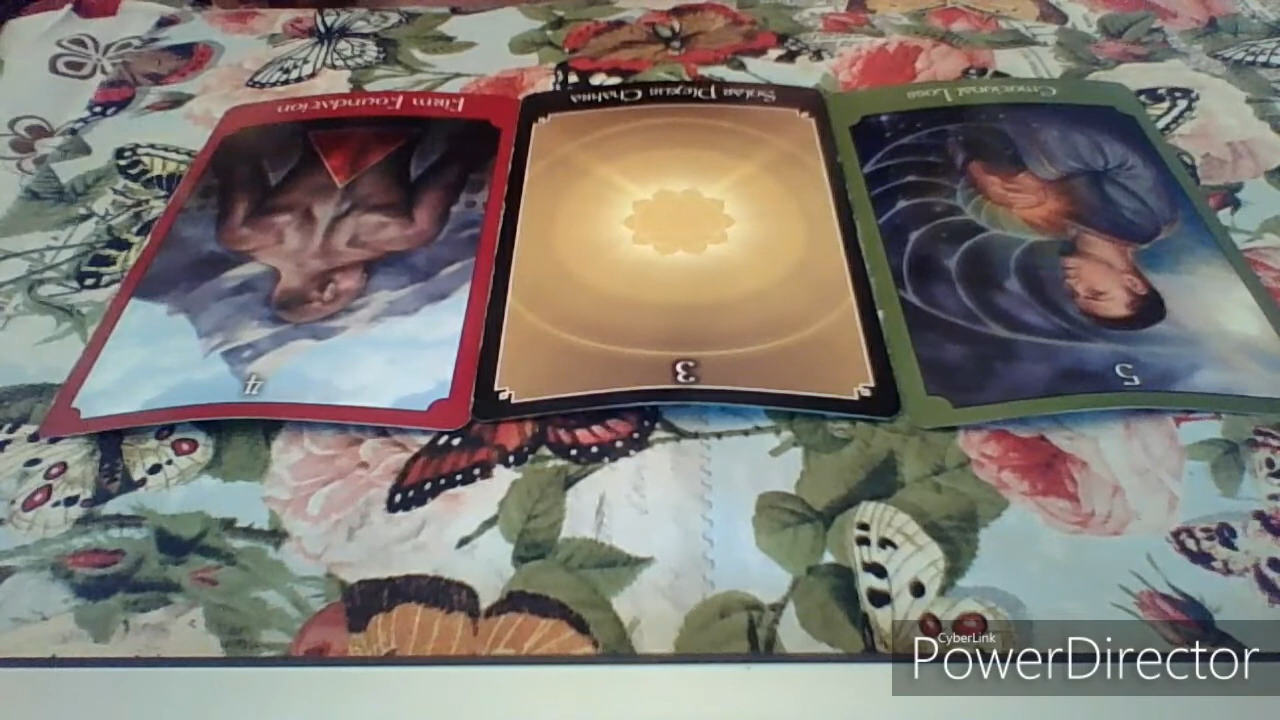 Firm Foundation
4
Solar Plexus Chakra
3
Emotional Loss
5
CyberLink
PowerDirector